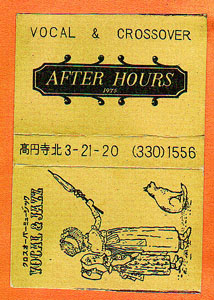 VOCAL & CROSSOVER
AFTER HOURS
1975
高円寺北3-21-20 (330)1556
クロスオーバーミュージック
VOCAL & JAZZ